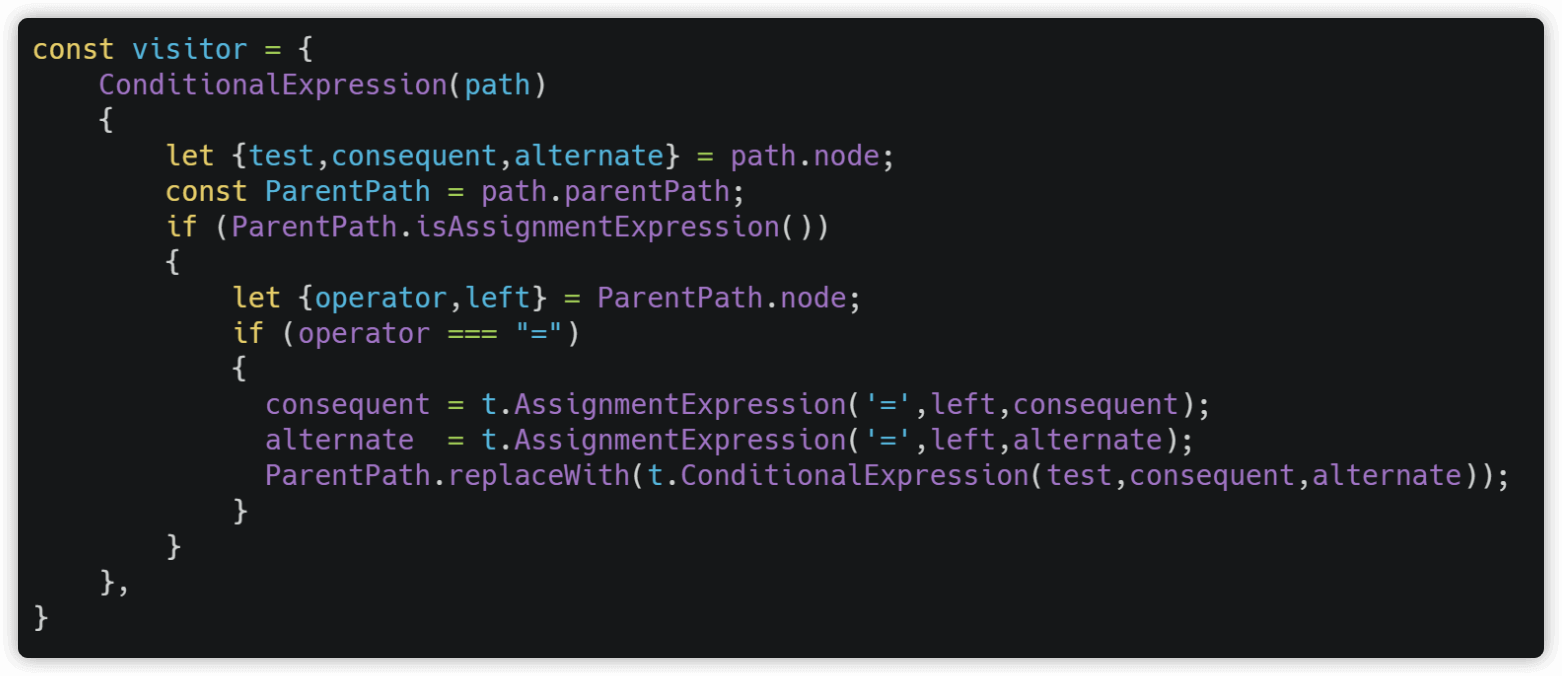 const visitor = {
    ConditionalExpression(path)
    {
        let {test,consequent,alternate} = path.node;
        const ParentPath = path.parentPath;
        if (ParentPath.isAssignmentExpression())
        {
            let {operator,left} = ParentPath.node;
            if (operator === "=")
            {
              consequent = t.AssignmentExpression('=',left,consequent);
              alternate  = t.AssignmentExpression('=',left,alternate);
              ParentPath.replaceWith(t.ConditionalExpression(test,consequent,alternate));
            }
        }
    },
}